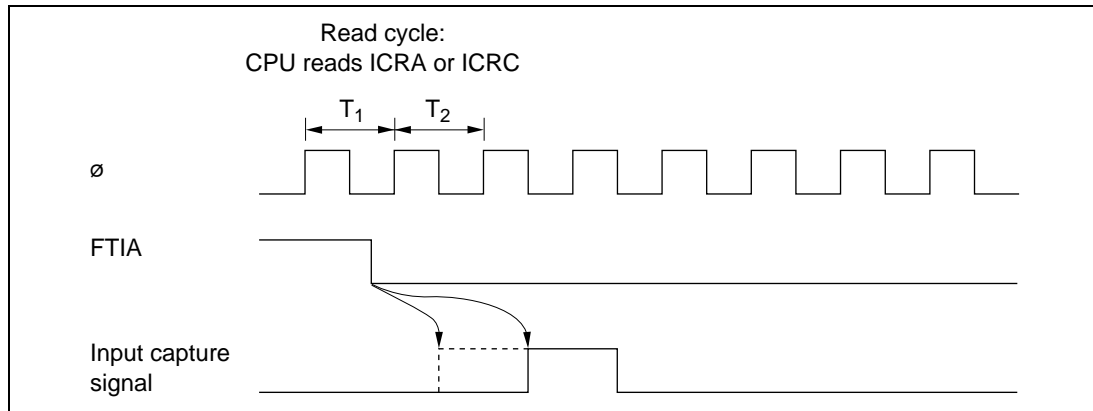 Read cycle:
CPU reads ICRA or ICRC
T1 T2
ø
FTIA
Input capture
signal